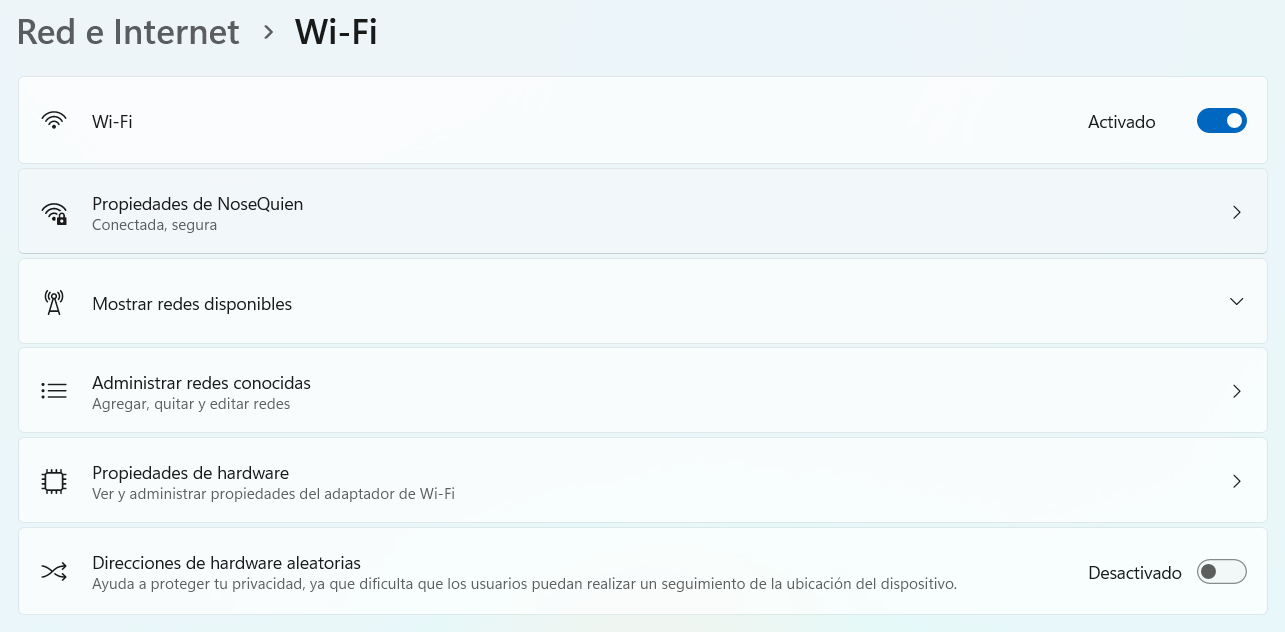 Red e Internet > Wi-Fi
Wi-Fi
Activado
Propiedades de NoseQuien
Conectada, segura
Mostrar redes disponibles
Administrar redes conocidas
Agregar, quitar y editar redes
Propiedades de hardware
Ver y administrar propiedades del adaptador de Wi-Fi
Direcciones de hardware aleatorias
Ayuda a proteger tu privacidad, ya que dificulta que los usuarios puedan realizar un seguimiento de la ubicación del dispositivo.
Desactivado